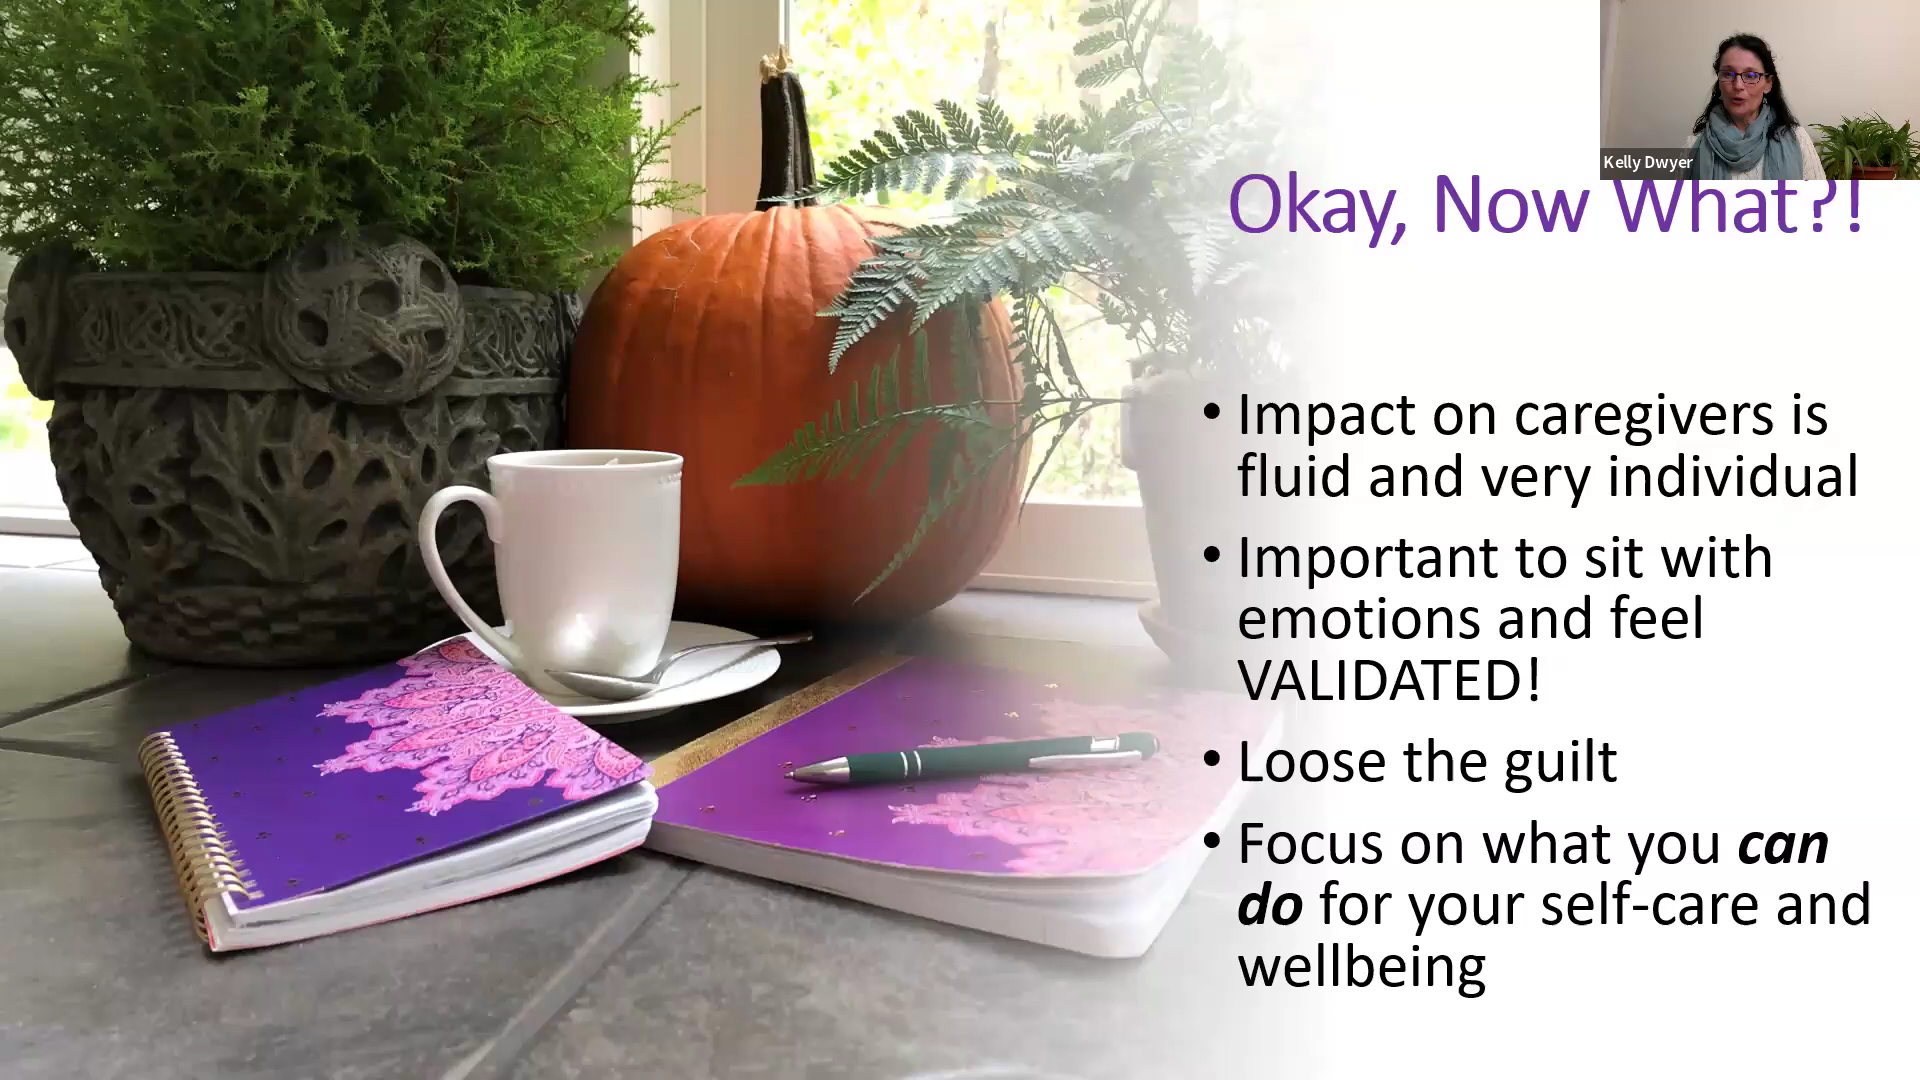 Kelly Dwyer
Okay, Now What?!
• Impact on caregivers is
fluid and very individual
• Important to sit with
emotions and feel
VALIDATED!
• Loose the guilt
• Focus on what you can
do for your self-care and
wellbeing